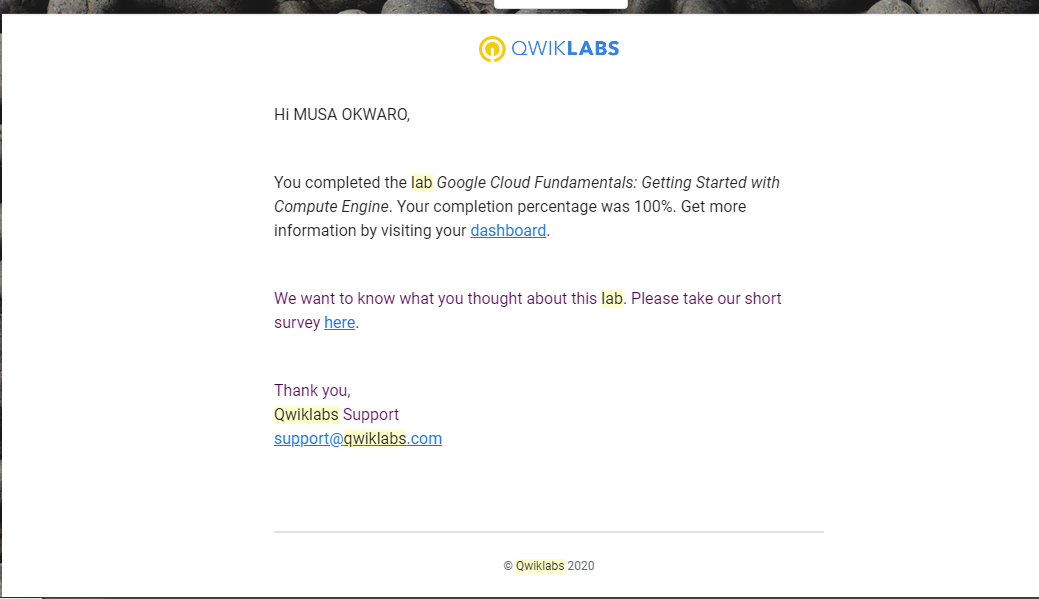 QWIKLABS
Hi MUSA OKWARO,
You completed the lab Google Cloud Fundamentals: Getting Started with
Compute Engine. Your completion percentage was 100%. Get more
information by visiting your dashboard.
We want to know what you thought about this lab. Please take our short
survey here.
Thank you,
Qwiklabs Support
support@qwiklabs.com
© Qwiklabs 2020